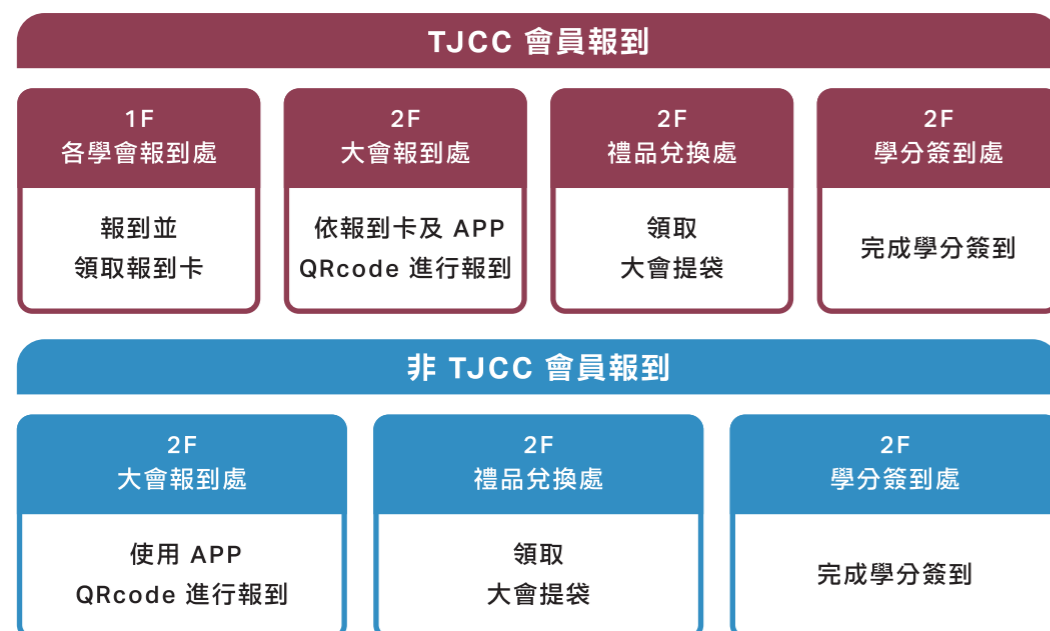 TJCC 會員報到
1F
各學會報到處
報到並
領取報到卡
2F
大會報到處
依報到卡及 APP
QRcode 進行報到
2F
禮品兌換處
領取
大會提袋
2F
學分簽到處
完成學分簽到
非 TJCC 會員報到
2F
大會報到處
使用 APP
QRcode 進行報到
2F
禮品兌換處
領取
大會提袋
2F
學分簽到處
完成學分簽到